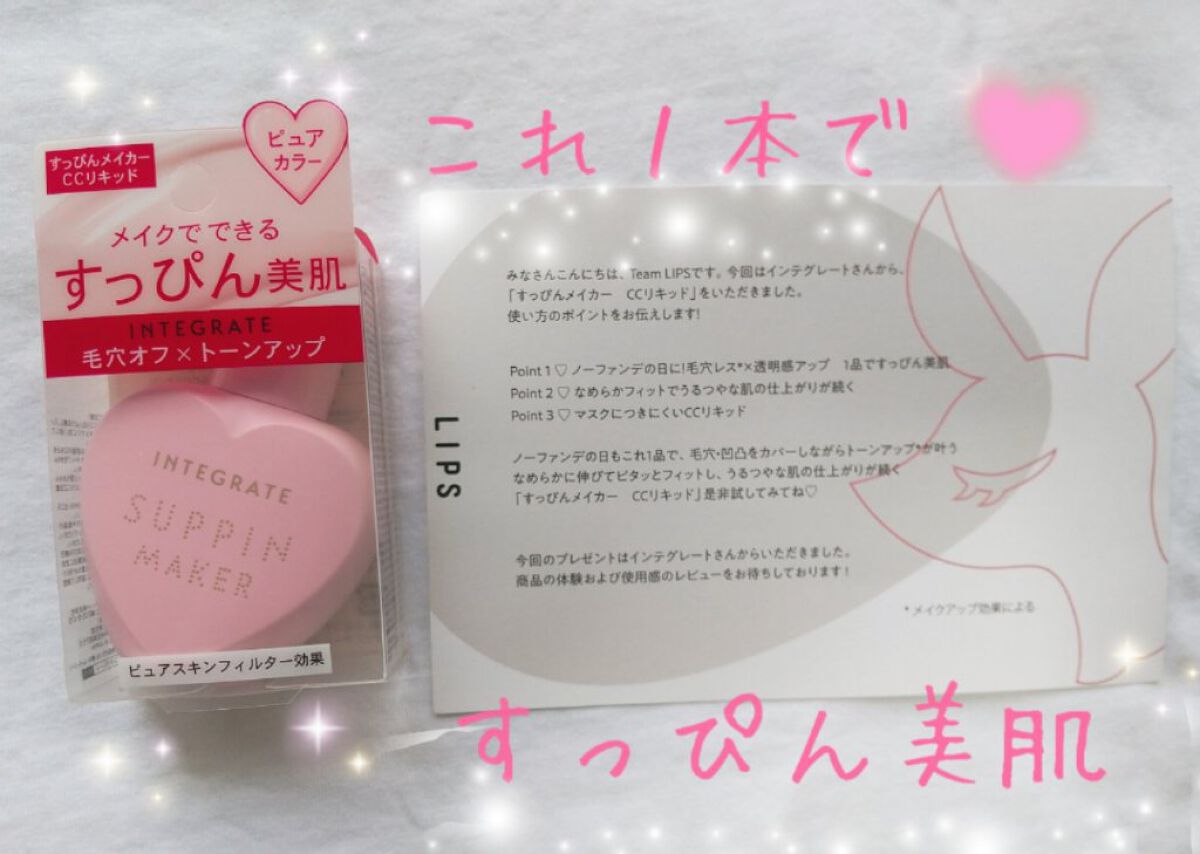 これ1本で
すっぴんメイカー
CCリキッド
ピュア
カラー
メイクでできる
すっぴん美肌
INTEGRATE
毛穴オフ×トーンアップ
INTEGRATE
SUPPIN
MAKER
ピュアスキンフィルター効果
LIPS
みなさんこんにちは、Team LIPSです。今回はインテグレートさんから、
「すっぴんメイカー　CCリキッド」をいただきました。
使い方のポイントをお伝えします!
Point 1♡ ノーファンデの日に!毛穴レス*×透明感アップ　1品ですっぴん美肌
Point 2♡ なめらかフィットでうるつやな肌の仕上がりが続く
Point 3♡ マスクにつきにくいCCリキッド
ノーファンデの日もこれ1品で、毛穴・凹凸をカバーしながらトーンアップ*が叶う
なめらかに伸びてピタッとフィットし、うるつやな肌の仕上がりが続く
「すっぴんメイカー　CCリキッド」是非試してみてね♡
今回のプレゼントはインテグレートさんからいただきました。
商品の体験および使用感のレビューをお待ちしております!
*メイクアップ効果による
すっぴん美肌